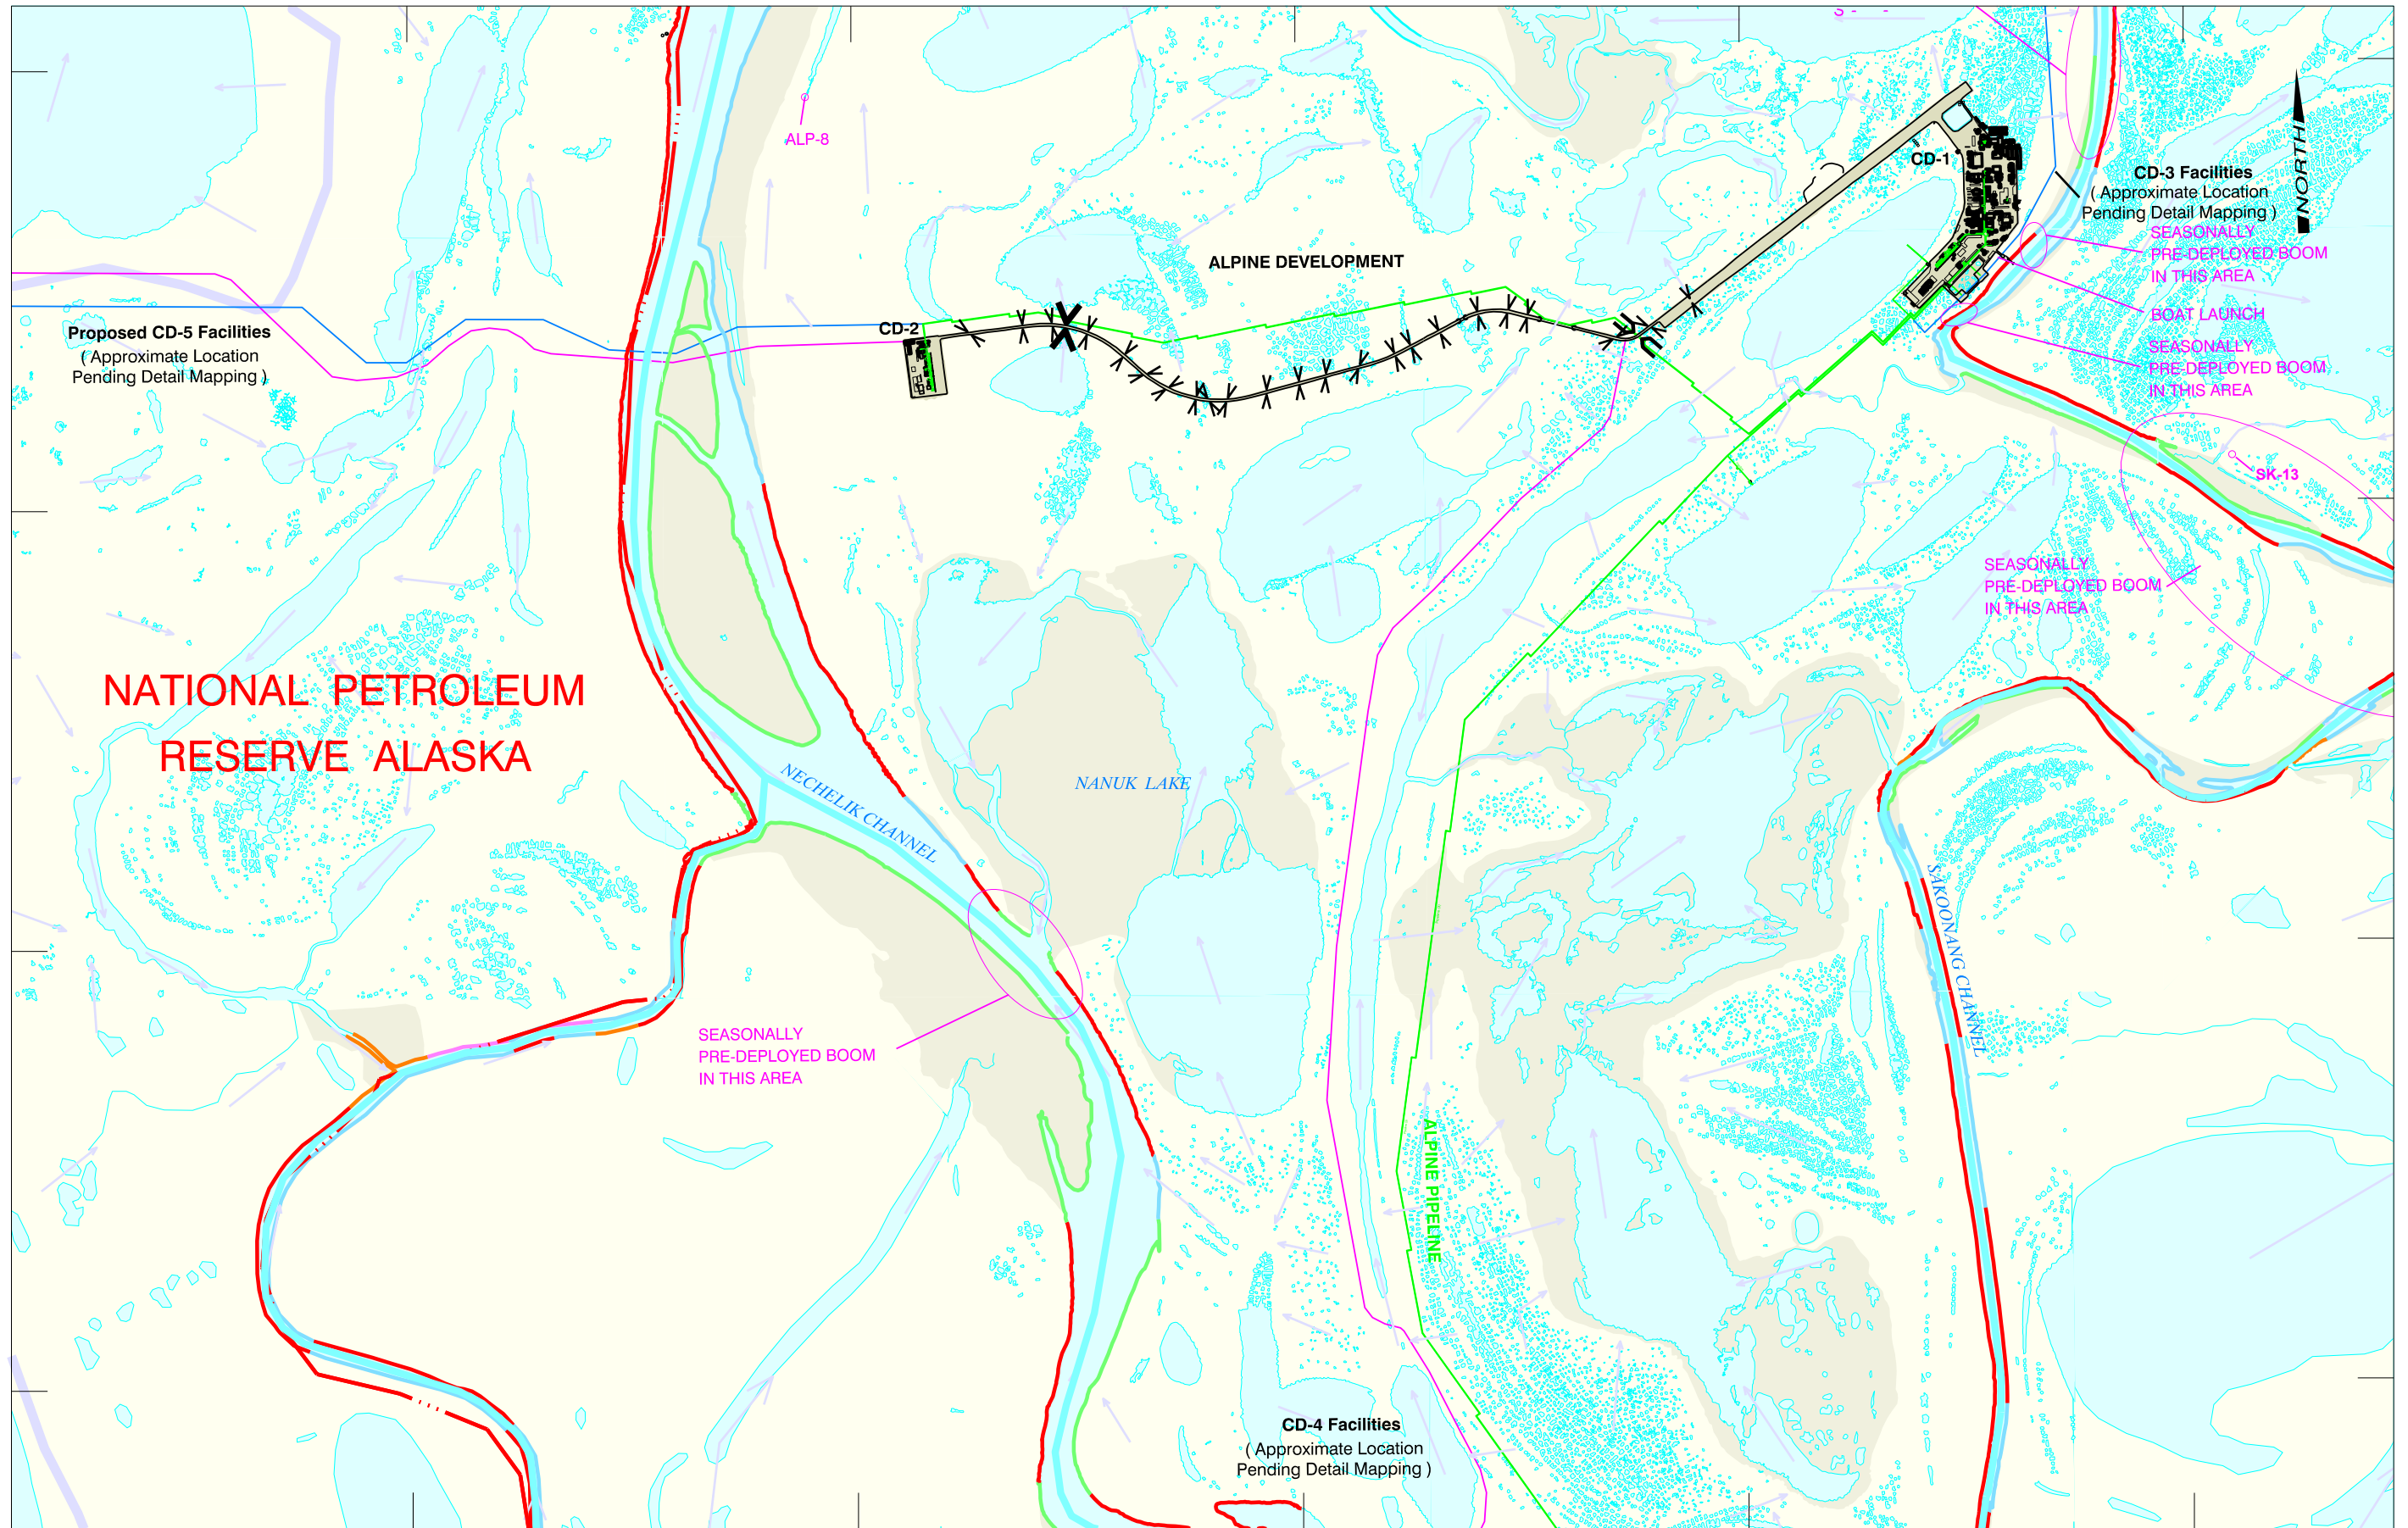 ALP-8
CD-1
CD-3 Facilities
( Approximate Location
Pending Detail Mapping )
NORTH
SEASONALLY
PRE-DEPLOYED BOOM
IN THIS AREA
ALPINE DEVELOPMENT
BOAT LAUNCH
CD-2
Proposed CD-5 Facilities
( Approximate Location
Pending Detail Mapping )
SEASONALLY
PRE-DEPLOYED BOOM
IN THIS AREA
SK-13
SEASONALLY
PRE-DEPLOYED BOOM
IN THIS AREA
NATIONAL PETROLEUM
RESERVE ALASKA
NECHELIK CHANNEL
NANUK LAKE
SAKOONANG CHANNEL
SEASONALLY
PRE-DEPLOYED BOOM
IN THIS AREA
ALPINE PIPELINE
CD-4 Facilities
( Approximate Location
Pending Detail Mapping )